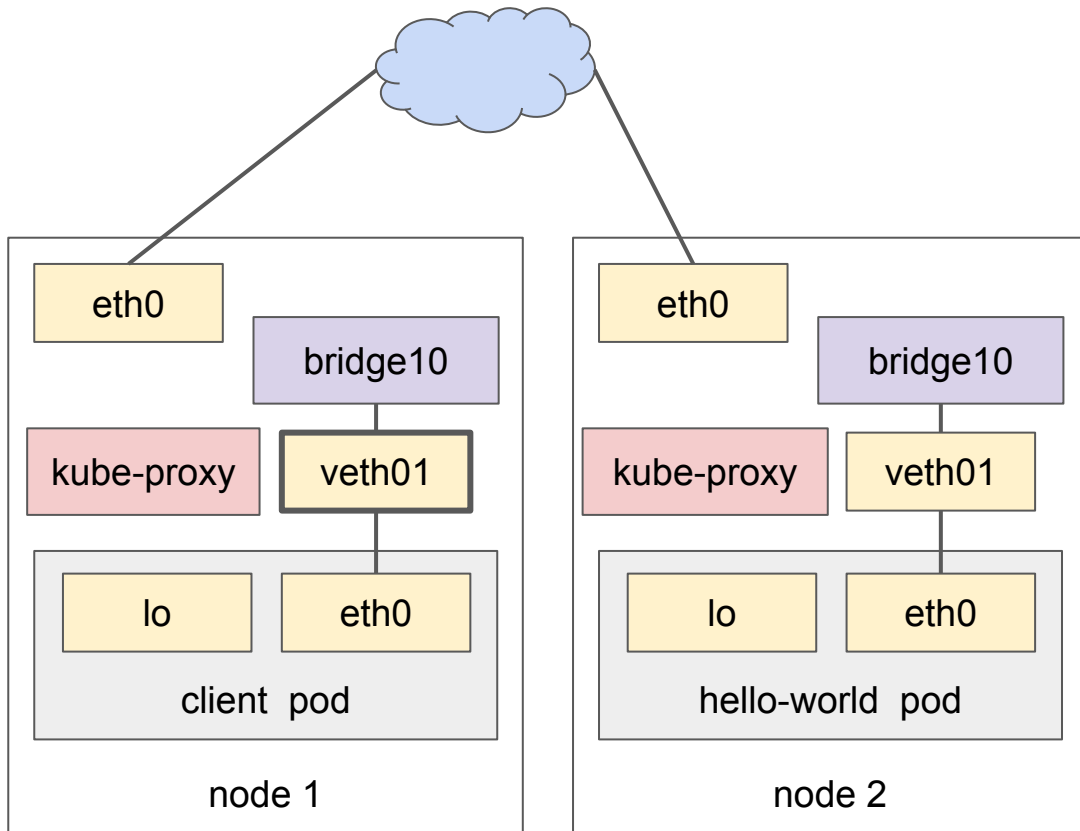 eth0
bridge10
kube-proxy
veth01
lo
eth0
client pod
node 1
eth0
bridge10
kube-proxy
veth01
lo
eth0
hello-world pod
node 2